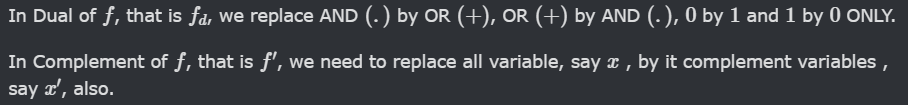 In Dual of f, that is f_d, we replace AND (.) by OR (+), OR (+) by AND (.), 0 by 1 and 1 by 0 ONLY.
In Complement of f, that is f′, we need to replace all variable, say x , by it complement variables ,
say x′, also.